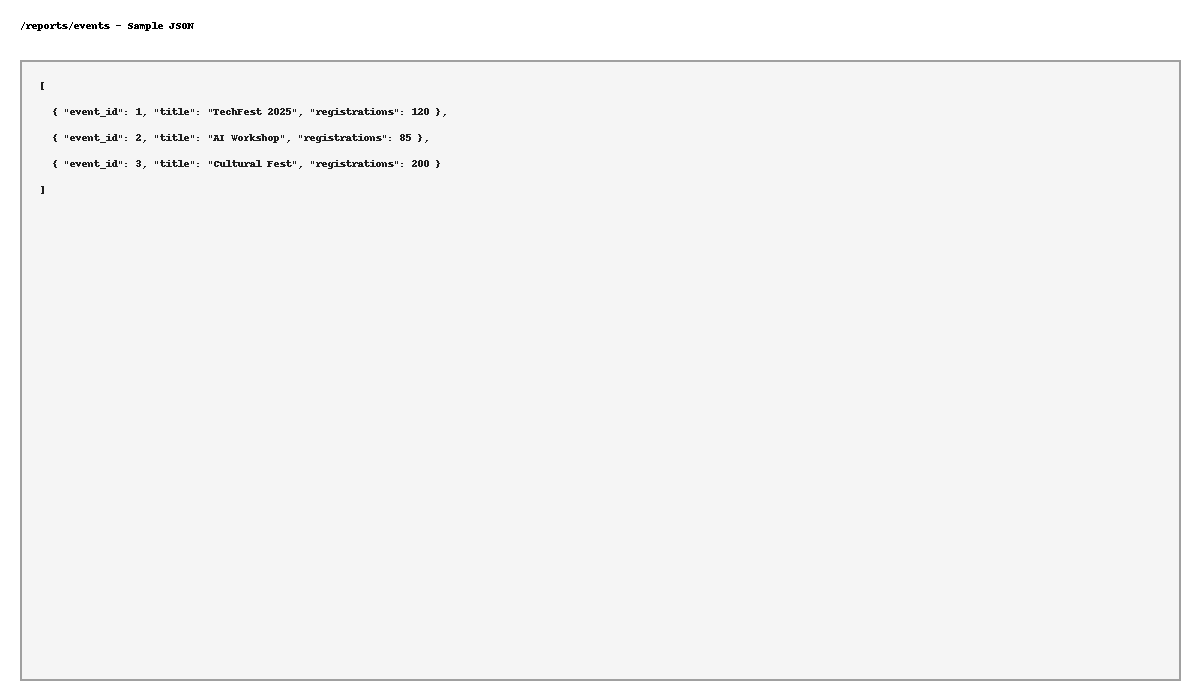 /reports/events - Sample JSON
[
  { "event_id": 1, "title": "TechFest 2025", "registrations": 120 },
  { "event_id": 2, "title": "AI Workshop", "registrations": 85 },
  { "event_id": 3, "title": "Cultural Fest", "registrations": 200 }
]